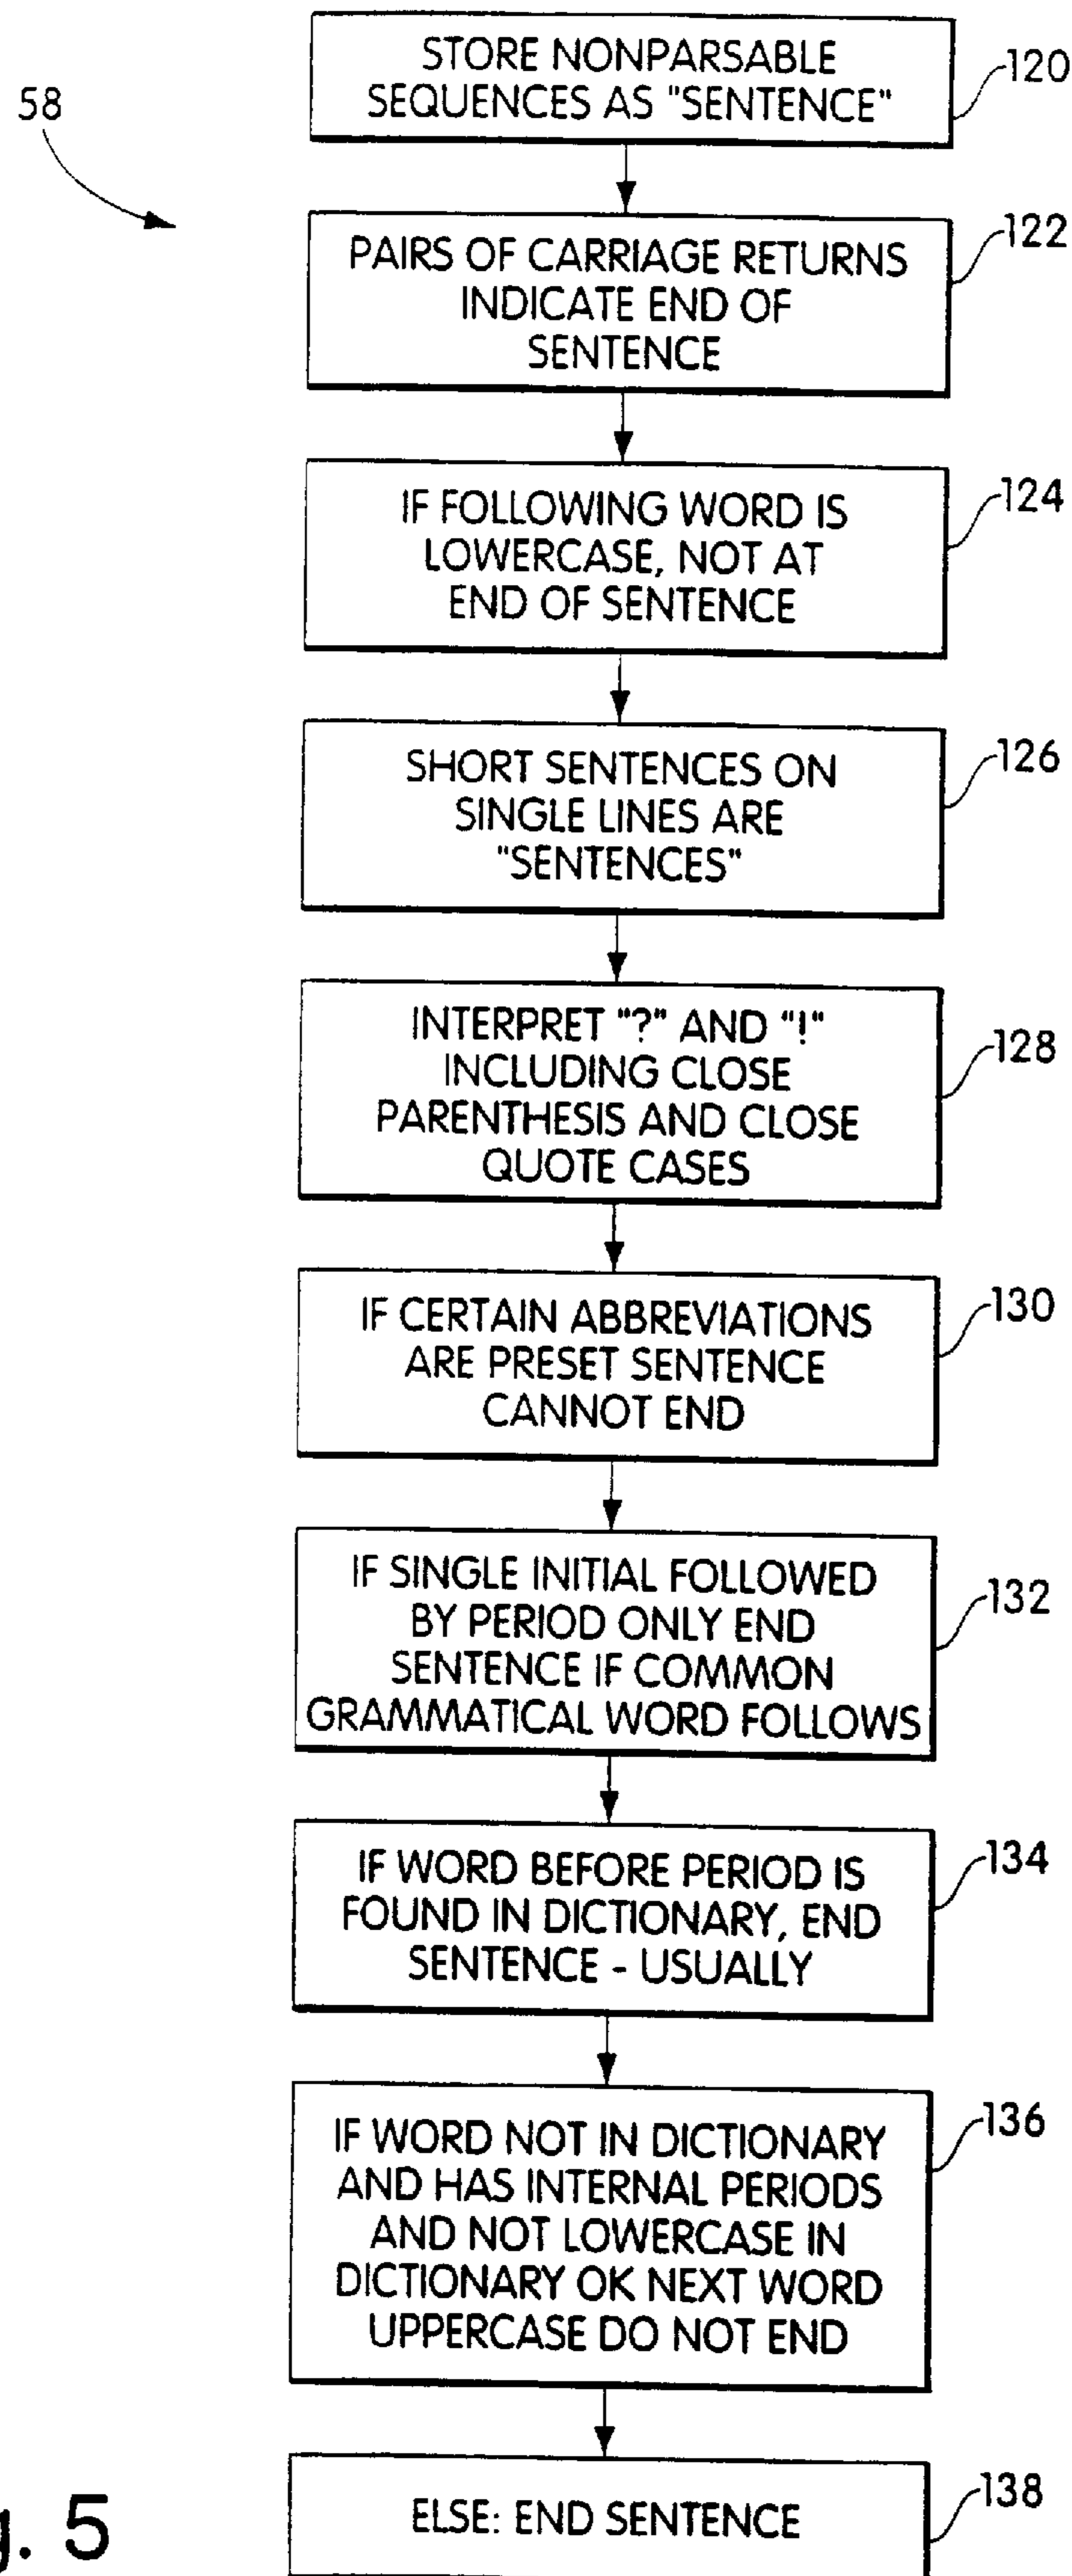 58
STORE NONPARSABLE
SEQUENCES AS "SENTENCE"
120
PAIRS OF CARRIAGE RETURNS
INDICATE END OF
SENTENCE
122
IF FOLLOWING WORD IS
LOWERCASE, NOT AT
END OF SENTENCE
124
SHORT SENTENCES ON
SINGLE LINES ARE
"SENTENCES"
126
INTERPRET "?" AND "!"
INCLUDING CLOSE
PARENTHESIS AND CLOSE
QUOTE CASES
128
IF CERTAIN ABBREVIATIONS
ARE PRESET SENTENCE
CANNOT END
130
IF SINGLE INITIAL FOLLOWED
BY PERIOD ONLY END
SENTENCE IF COMMON
GRAMMATICAL WORD FOLLOWS
132
IF WORD BEFORE PERIOD IS
FOUND IN DICTIONARY, END
SENTENCE - USUALLY
134
IF WORD NOT IN DICTIONARY
AND HAS INTERNAL PERIODS
AND NOT LOWERCASE IN
DICTIONARY OK NEXT WORD
UPPERCASE DO NOT END
136
ELSE: END SENTENCE
138
g. 5